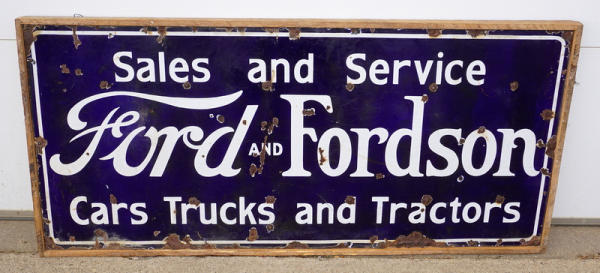 Sales and Service
Ford AND Fordson
Cars Trucks and Tractors